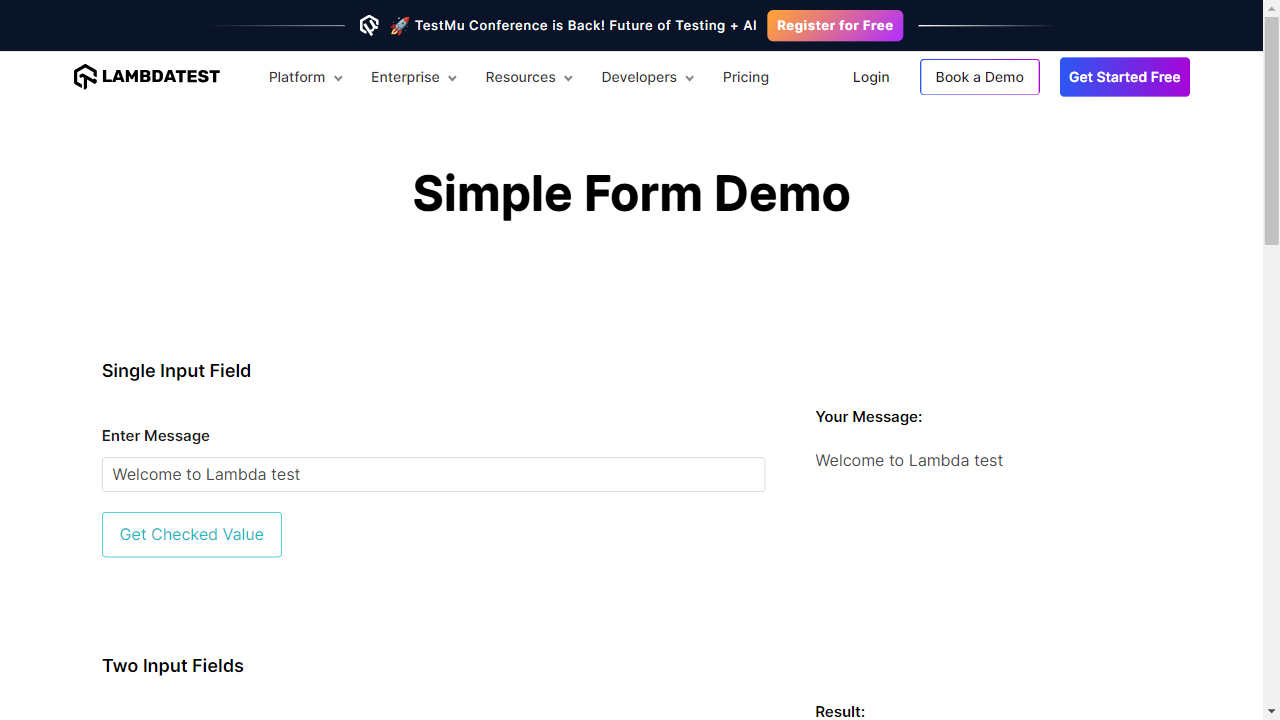 🚀 TestMu Conference is Back! Future of Testing + AI Register for Free
LAMBDATEST Platform Enterprise Resources Developers Pricing Login Book a Demo Get Started Free
Simple Form Demo
Single Input Field
Your Message:
Enter Message
Welcome to Lambda test
Welcome to Lambda test
Get Checked Value
Two Input Fields
Result: